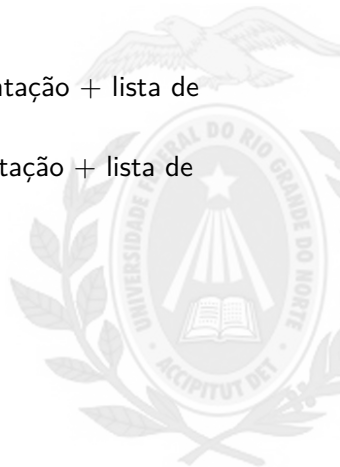 ntação + lista de
tação + lista de
UNIVERSIDADE FEDERAL DO RIO GRANDE DO NORTE
• ACCIPITUT DET •